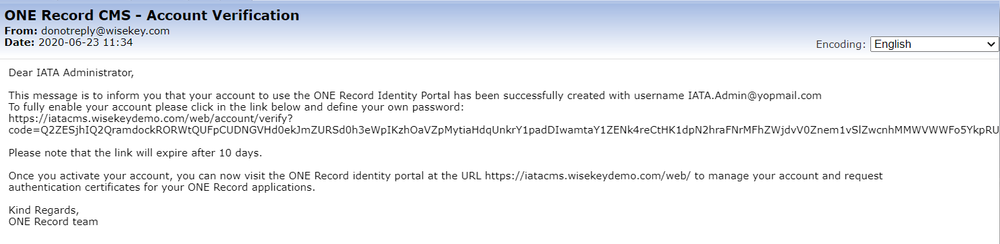 ONE Record CMS - Account Verification
From: donotreply@wisekey.com
Date: 2020-06-23 11:34
Encoding: English
Dear IATA Administrator,
This message is to inform you that your account to use the ONE Record Identity Portal has been successfully created with username IATA.Admin@yopmail.com
To fully enable your account please click in the link below and define your own password:
https://iatacms.wisekeydemo.com/web/account/verify?
code=Q2ZESjhIQ2QramdockRORWtQUFpCUDNGVHd0ekJmZURSd0h3eWpIKzhOaVZpMytiaHdqUnkrY1padDIwamtaY1ZENk4reCtHK1dpN2hraFNrMFhZWjdvV0Znem1vSlZwcnhMMWVWWFo5YkpRU
Please note that the link will expire after 10 days.
Once you activate your account, you can now visit the ONE Record identity portal at the URL https://iatacms.wisekeydemo.com/web/ to manage your account and request
authentication certificates for your ONE Record applications.
Kind Regards,
ONE Record team